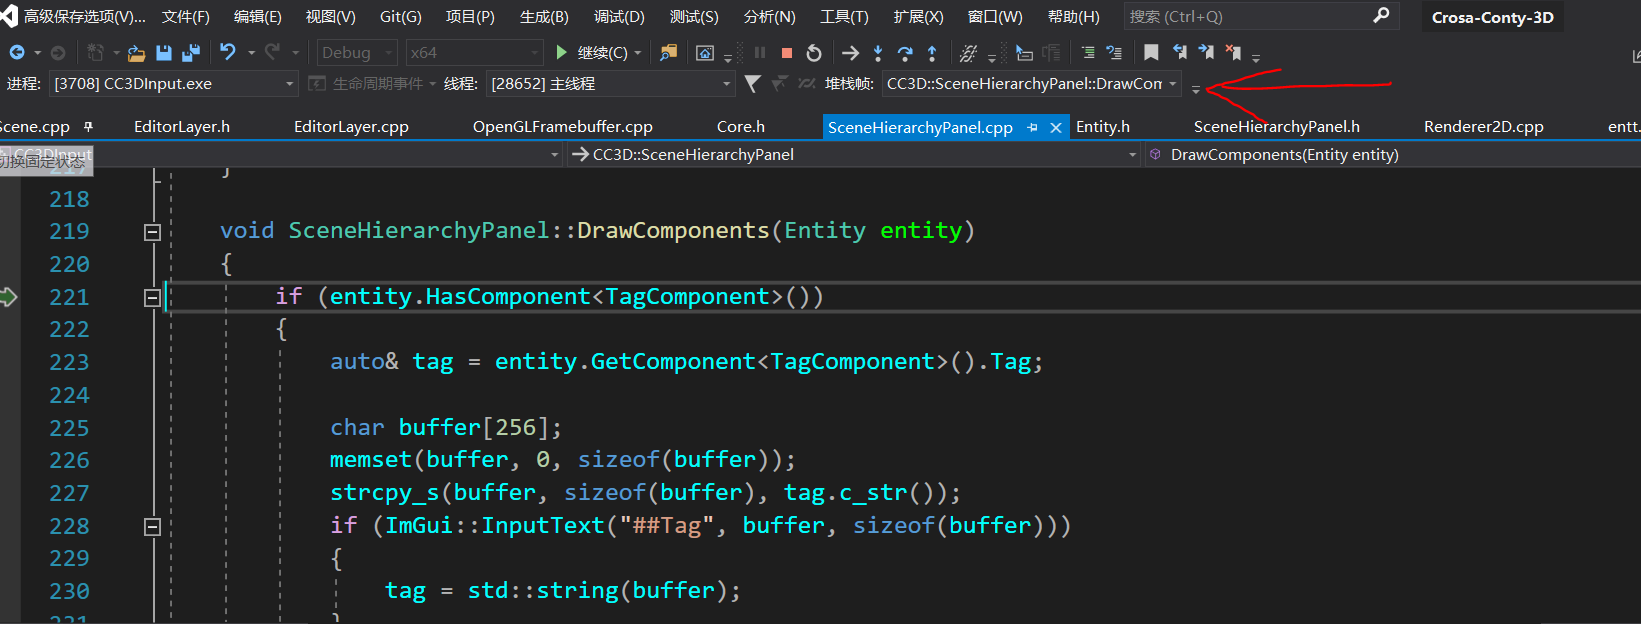 高级保存选项(V)... 文件(F) 编辑(E) 视图(V) Git(G) 项目(P) 生成(B) 调试(D) 测试(S) 分析(N) 工具(T) 扩展(X) 窗口(W) 帮助(H) 搜索 (Ctrl+Q) Crosa-Conty-3D
Debug x64 继续(C)
进程: [3708] CC3DInput.exe 生命周期事件 线程: [28652] 主线程 堆栈帧: CC3D::SceneHierarchyPanel::DrawCom
Scene.cpp EditorLayer.h EditorLayer.cpp OpenGLFramebuffer.cpp Core.h SceneHierarchyPanel.cpp Entity.h SceneHierarchyPanel.h Renderer2D.cpp entt.
CC3DInput CC3D::SceneHierarchyPanel DrawComponents(Entity entity)
切换固定状态
217 }
218
219 void SceneHierarchyPanel::DrawComponents(Entity entity)
220 {
221 if (entity.HasComponent<TagComponent>())
222 {
223 auto& tag = entity.GetComponent<TagComponent>().Tag;
224
225 char buffer[256];
226 memset(buffer, 0, sizeof(buffer));
227 strcpy_s(buffer, sizeof(buffer), tag.c_str());
228 if (ImGui::InputText("##Tag", buffer, sizeof(buffer)))
229 {
230 tag = std::string(buffer);
231 }